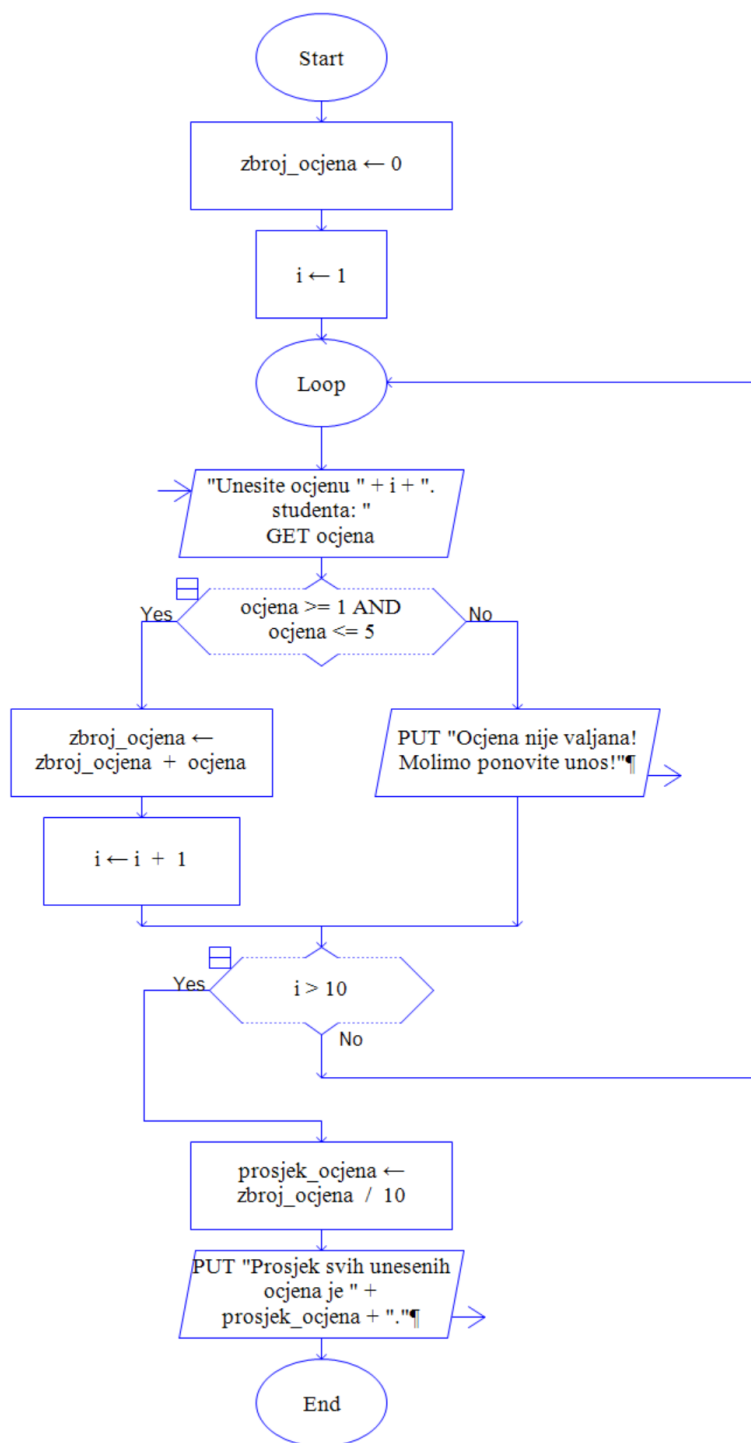 Start
zbroj_ocjena ← 0
i ← 1
Loop
"Unesite ocjenu " + i + ".
studenta: "
GET ocjena
Yes
ocjena >= 1 AND
ocjena <= 5
No
zbroj_ocjena ←
zbroj_ocjena + ocjena
PUT "Ocjena nije valjana!
Molimo ponovite unos!"¶
i ← i + 1
Yes
i > 10
No
prosjek_ocjena ←
zbroj_ocjena / 10
PUT "Prosjek svih unesenih
ocjena je " +
prosjek_ocjena + "."¶
End